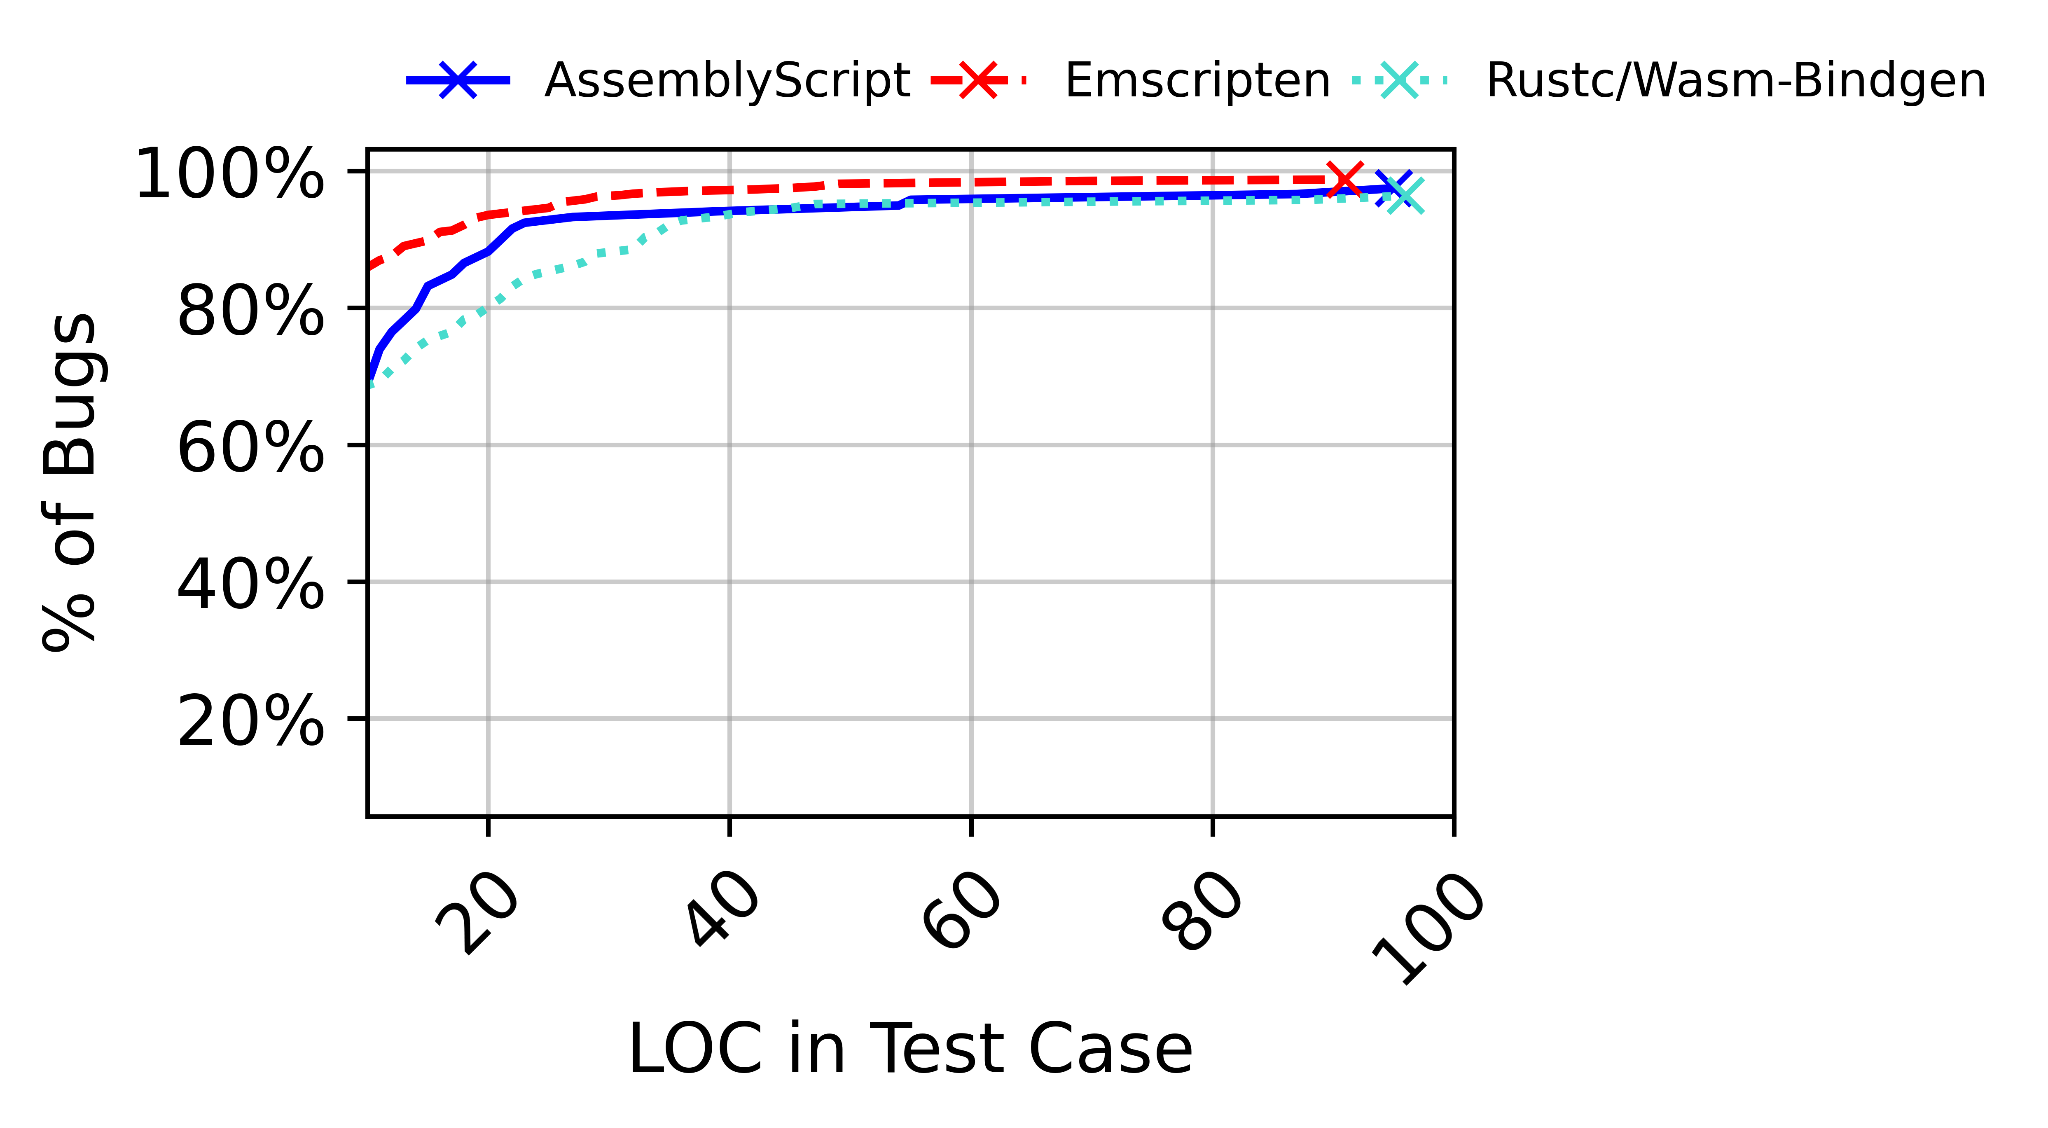 AssemblyScript Emscripten Rustc/Wasm-Bindgen
100%
80%
60%
40%
20%
% of Bugs
20 40 60 80 100
LOC in Test Case